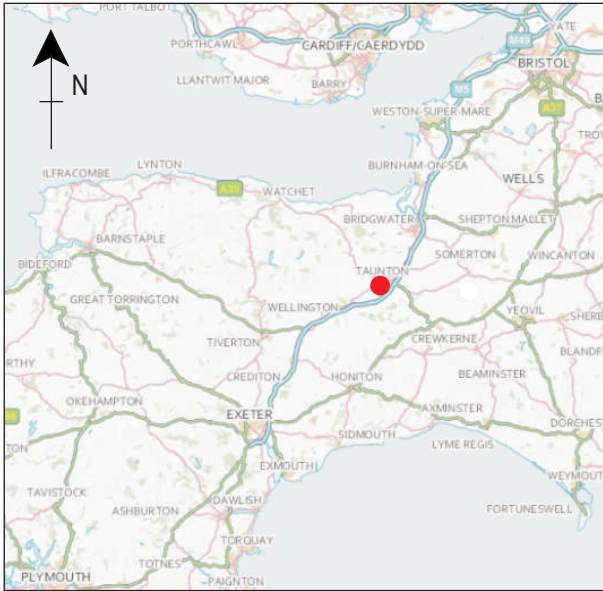 PORT TALBOT
YATE
M49
PORTHCAWL
CARDIFF/CAERDYDD
BRISTOL
N
LLANTWIT MAJOR
BARRY
M5
A37
WESTON-SUPER-MARE
BURNHAM-ON-SEA
LYNTON
ILFRACOMBE
A39
WATCHET
WELLS
BRIDGWATER
SHEPTON MALLET
BARNSTAPLE
SOMERTON
WINCANTON
BIDEFORD
TAUNTON
GREAT TORRINGTON
WELLINGTON
YEOVIL
SHERB
TIVERTON
CREWKERNE
BLANDF
ORTHY
CREDITON
HONITON
BEAMINSTER
OKEHAMPTON
EXETER
AXMINSTER
DORCHEST
SIDMOUTH
LYME REGIS
TON
EXMOUTH
WEYMOUT
TAVISTOCK
DAWLISH
FORTUNESWELL
ASHBURTON
TORQUAY
TOTNES
PLYMOUTH
PAIGNTON